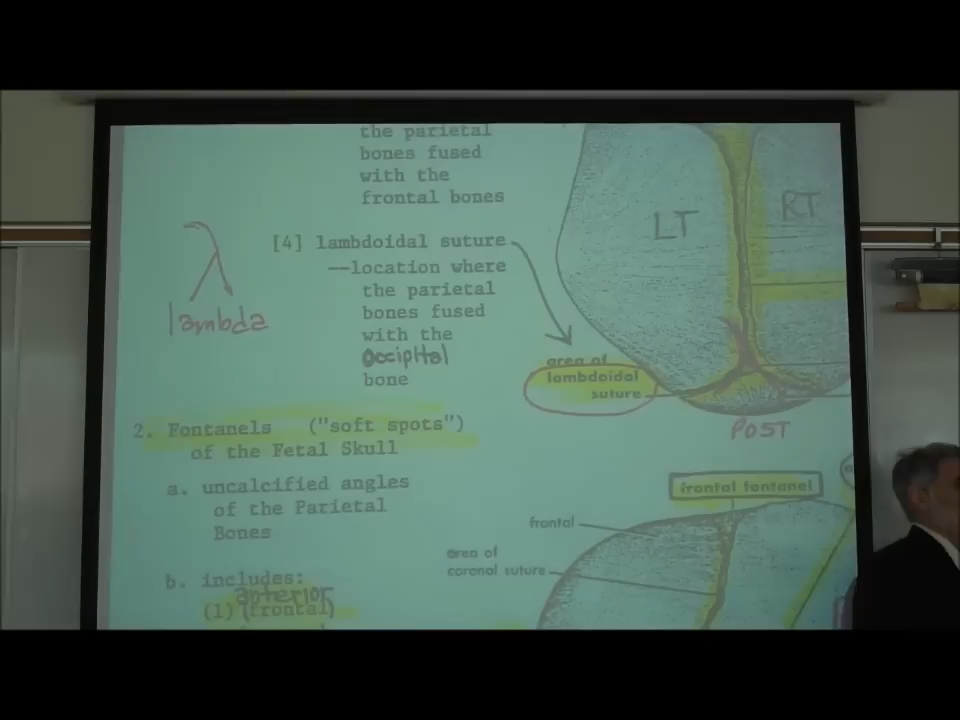 the parietal
bones fused
with the
frontal bones
[4] lambdoidal suture
--location where
the parietal
bones fused
with the
occipital
bone
λ
lambda
2. Fontanels ("soft spots")
of the Fetal Skull
a. uncalcified angles
of the Parietal
Bones
b. includes:
anterior
(1) (frontal)
LT
RT
area of
lambdoidal
suture
POST
frontal fontanel
frontal
area of
coronal suture